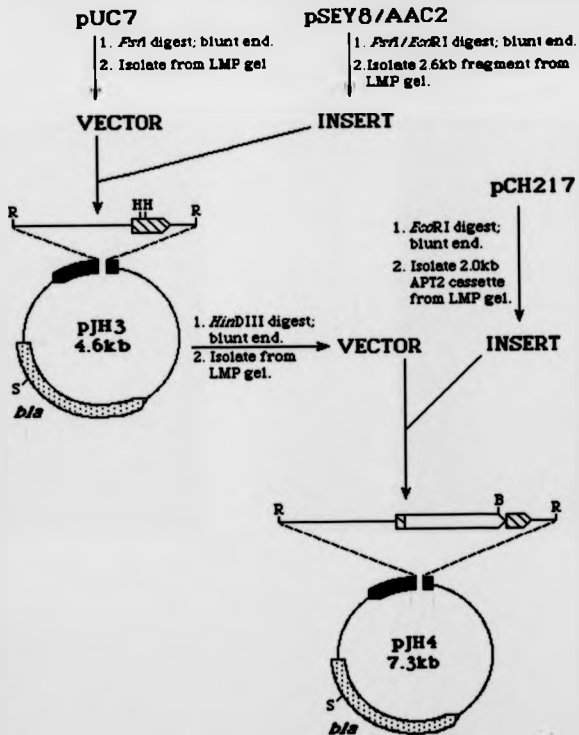 pUC7
1. PstI digest; blunt end.
2. Isolate from LMP gel
VECTOR
pSEY8/AAC2
1. PstI/EcoRI digest; blunt end.
2. Isolate 2.6kb fragment from
LMP gel.
INSERT
pCH217
1. EcoRI digest;
blunt end.
2. Isolate 2.0kb
APT2 cassette
from LMP gel.
R
HH
R
pJH3
4.6kb
S
bla
1. HinDIII digest;
blunt end.
2. Isolate from
LMP gel.
VECTOR
INSERT
R
B
R
pJH4
7.3kb
S
bla